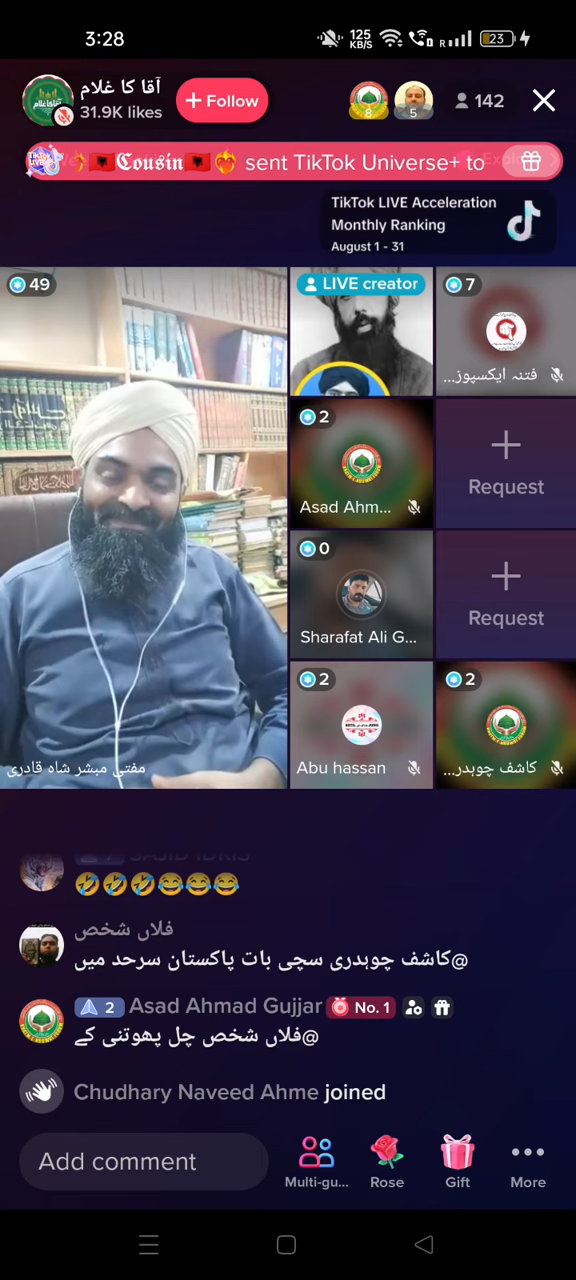 3:28
125
KB/S
R
23
آقا کا غلام
31.9K likes
+ Follow
8
5
142
Cousin sent TikTok Universe+ to
TikTok LIVE Acceleration
Monthly Ranking
August 1 - 31
49
LIVE creator
7
فتنہ ایکسپوز...
2
Asad Ahm...
Request
0
Sharafat Ali G...
Request
مفتی مبشر شاہ قادری
2
Abu hassan
2
کاشف چوہدر...
🤣🤣🤣😂😂😂
فلاں شخص
@کاشف چوہدری سچی بات پاکستان سرحد میں
2 Asad Ahmad Gujjar No. 1
@فلاں شخص چل پھوتنی کے
Chudhary Naveed Ahme joined
Add comment
Multi-gu...
Rose
Gift
More